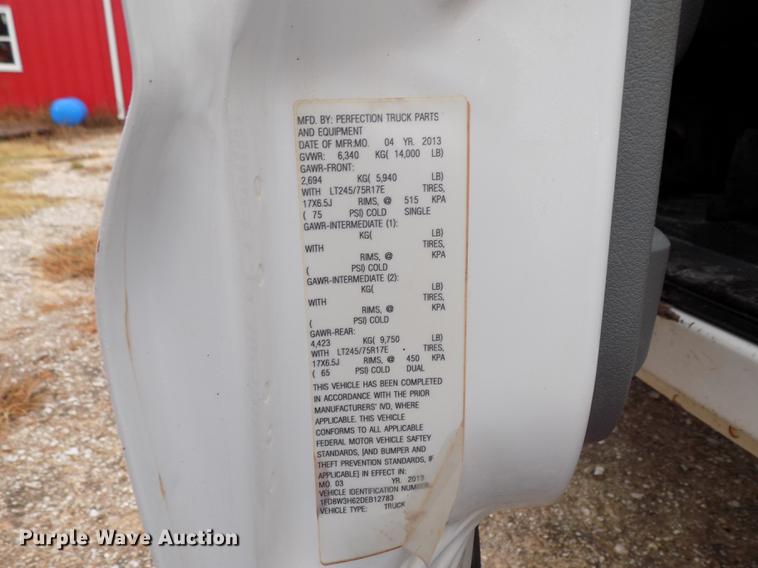 MFD. BY: PERFECTION TRUCK PARTS
AND EQUIPMENT
DATE OF MFR:MO. 04 YR. 2013
GVWR: 6,340 KG( 14,000 LB)
GAWR-FRONT:
2,694 KG( 5,940 LB)
WITH LT245/75R17E TIRES,
17X6.5J RIMS, @ 515 KPA
( 75 PSI) COLD SINGLE
GAWR-INTERMEDIATE (1):
KG( LB)
WITH TIRES,
RIMS, @ KPA
( PSI) COLD
GAWR-INTERMEDIATE (2):
KG( LB)
WITH TIRES,
RIMS, @ KPA
( PSI) COLD
GAWR-REAR:
4,423 KG( 9,750 LB)
WITH LT245/75R17E - TIRES,
17X6.5J RIMS, @ 450 KPA
( 65 PSI) COLD DUAL
THIS VEHICLE HAS BEEN COMPLETED
IN ACCORDANCE WITH THE PRIOR
MANUFACTURERS' IVD, WHERE
APPLICABLE. THIS VEHICLE
CONFORMS TO ALL APPLICABLE
FEDERAL MOTOR VEHICLE SAFTEY
STANDARDS, [AND BUMPER AND
THEFT PREVENTION STANDARDS, IF
APPLICABLE] IN EFFECT IN:
MO. 03 YR. 2013
VEHICLE IDENTIFICATION NUMBER:
1FD8W3H62DEB12783
VEHICLE TYPE: TRUCK
Purple Wave Auction